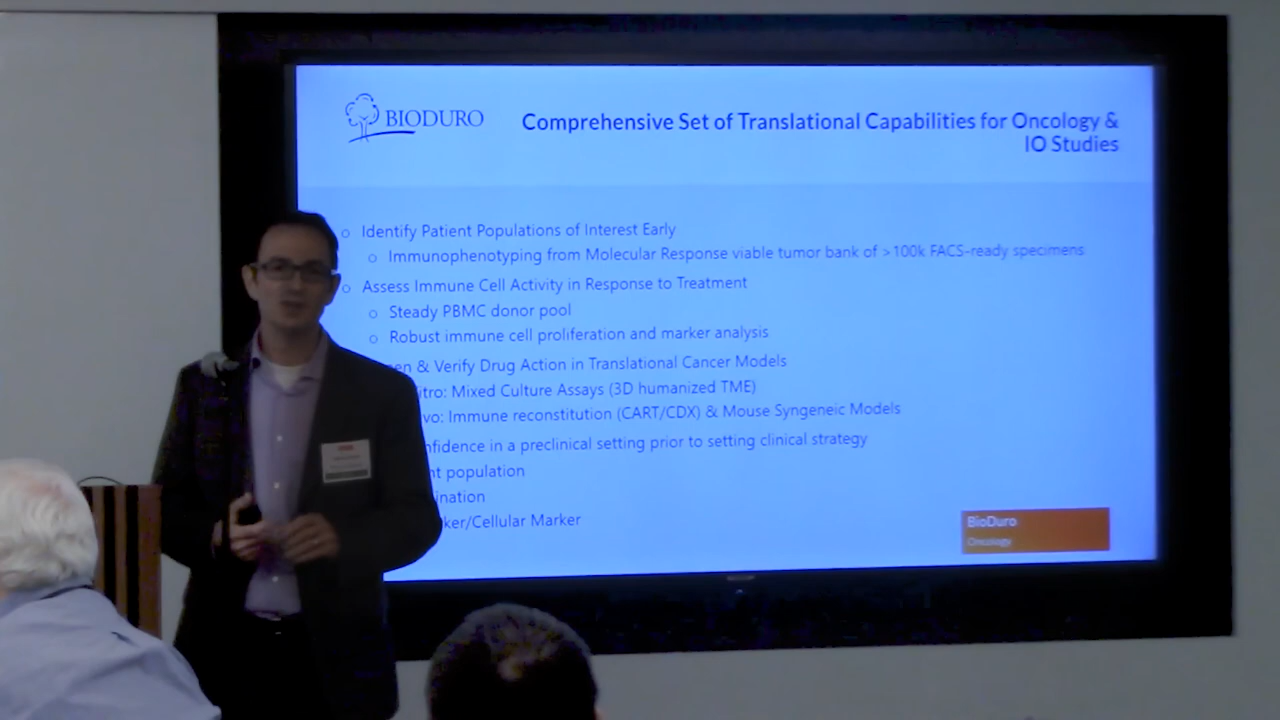 BIODURO
Comprehensive Set of Translational Capabilities for Oncology &
IO Studies
Identify Patient Populations of Interest Early
Immunophenotyping from Molecular Response viable tumor bank of >100k FACS-ready specimens
Assess Immune Cell Activity in Response to Treatment
Steady PBMC donor pool
Robust immune cell proliferation and marker analysis
en & Verify Drug Action in Translational Cancer Models
itro: Mixed Culture Assays (3D humanized TME)
vo: Immune reconstitution (CART/CDX) & Mouse Syngeneic Models
nfidence in a preclinical setting prior to setting clinical strategy
nt population
ination
ker/Cellular Marker
BioDuro
Oncology